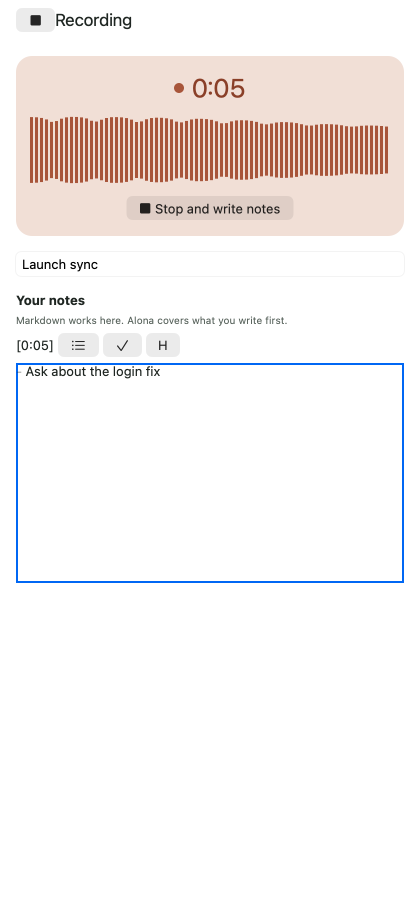 Recording
0:05
Stop and write notes
Launch sync
Your notes
Markdown works here. Alona covers what you write first.
[0:05] H
- Ask about the login fix